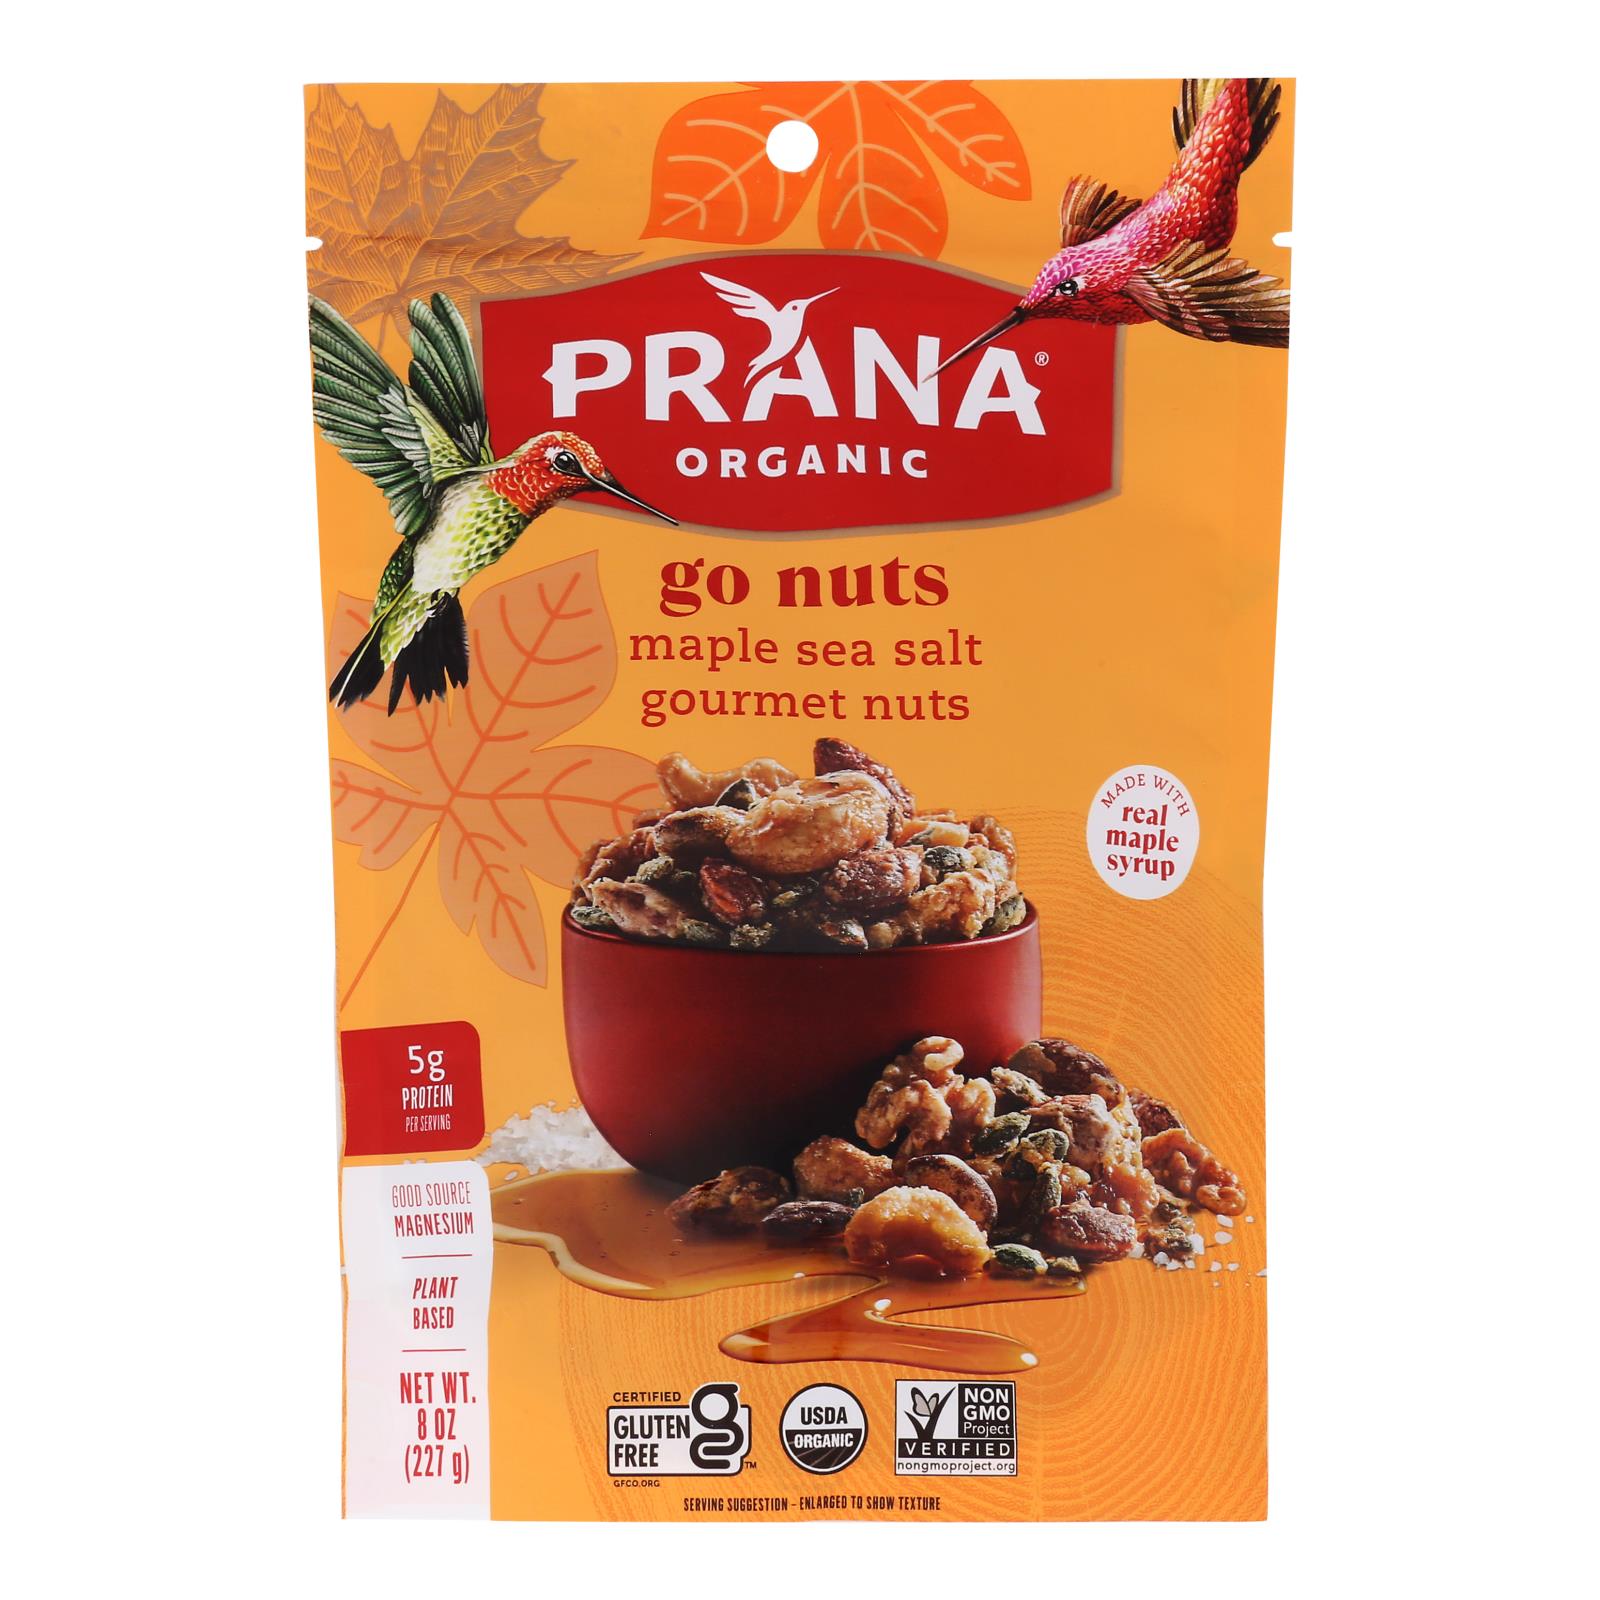 PRANA®
ORGANIC
go nuts
maple sea salt
gourmet nuts
MADE WITH
real
maple
syrup
5g
PROTEIN
PER SERVING
GOOD SOURCE
MAGNESIUM
PLANT
BASED
NET WT.
8 OZ
(227 g)
CERTIFIED
GLUTEN
FREE
TM
GFCO.ORG
USDA
ORGANIC
NON
GMO
Project
VERIFIED
nongmoproject.org
SERVING SUGGESTION – ENLARGED TO SHOW TEXTURE